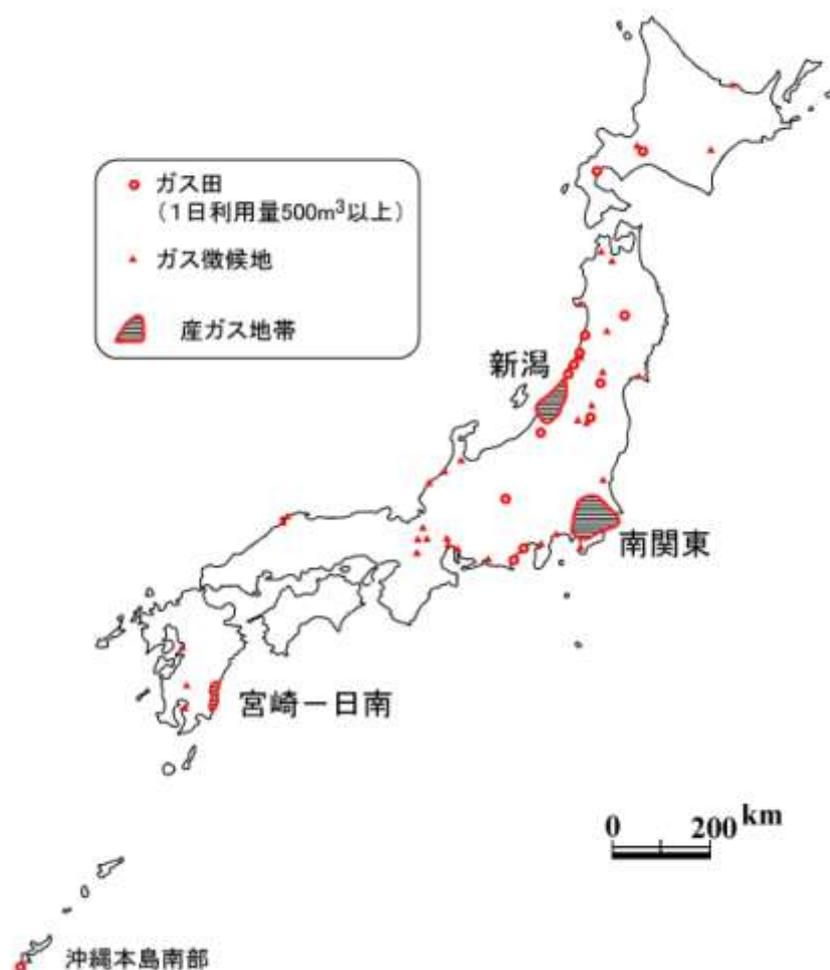 ガス田
（1日利用量500m³以上）
ガス徴候地
産ガス地帯
新潟
南関東
宮崎－日南
0 200 km
沖縄本島南部